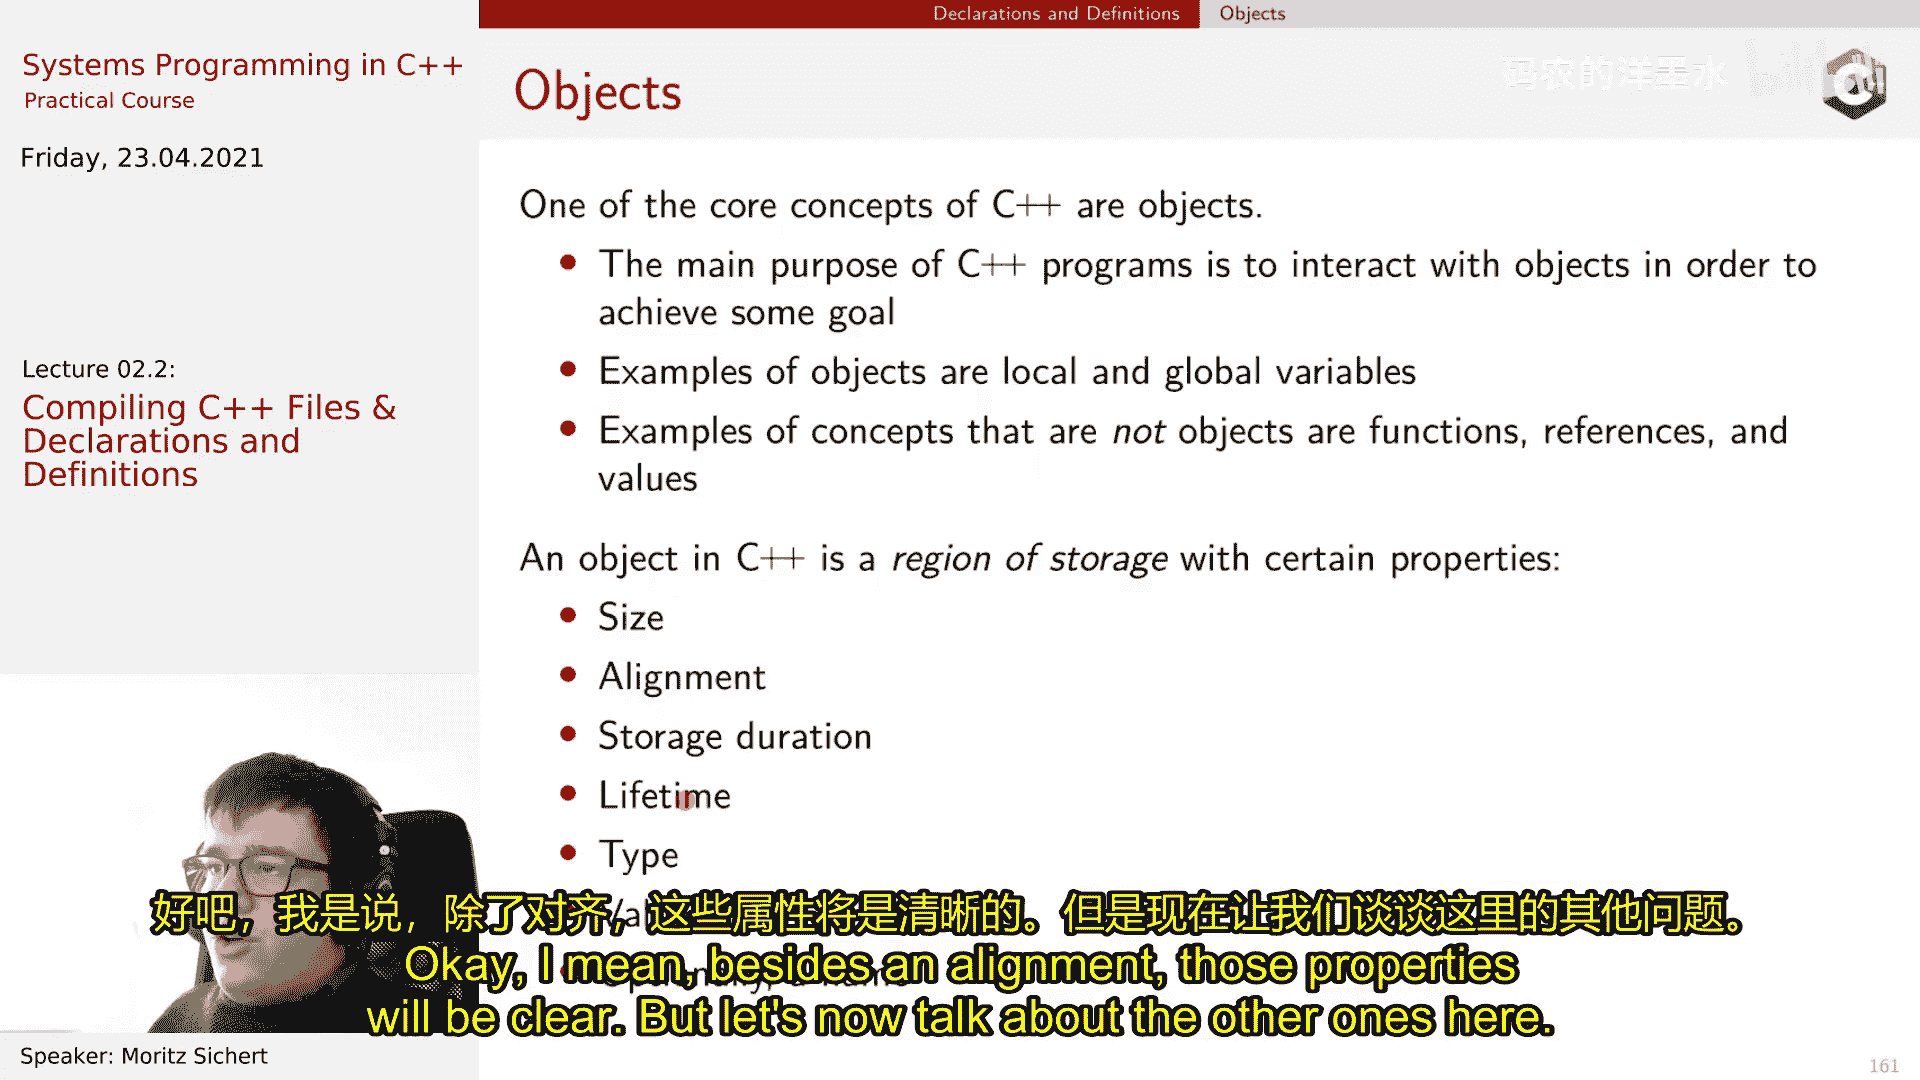 Declarations and Definitions
Objects
Systems Programming in C++
Practical Course
Friday, 23.04.2021
Lecture 02.2:
Compiling C++ Files &
Declarations and
Definitions
Objects
码农的洋墨水
One of the core concepts of C++ are objects.
• The main purpose of C++ programs is to interact with objects in order to
achieve some goal
• Examples of objects are local and global variables
• Examples of concepts that are not objects are functions, references, and
values
An object in C++ is a region of storage with certain properties:
• Size
• Alignment
• Storage duration
• Lifetime
• Type
好吧，我是说，除了对齐，这些属性将是清晰的。但是现在让我们谈谈这里的其他问题。
Okay, I mean, besides an alignment, those properties
will be clear. But let's now talk about the other ones here.
Speaker: Moritz Sichert
161